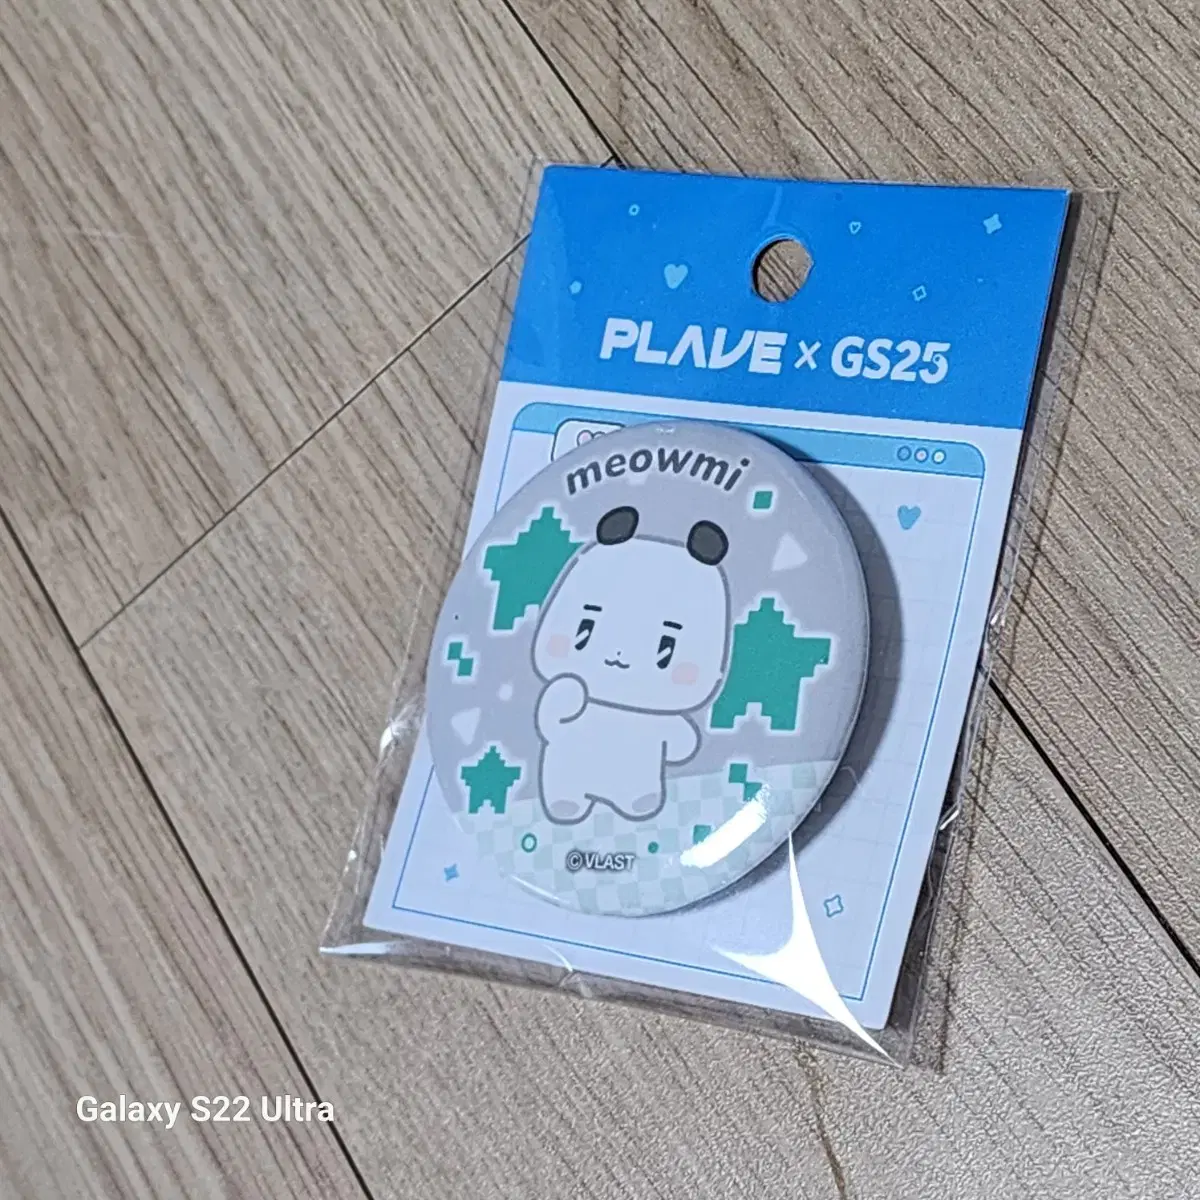 PLAVE x GS25
meowmi
© VLAST
Galaxy S22 Ultra